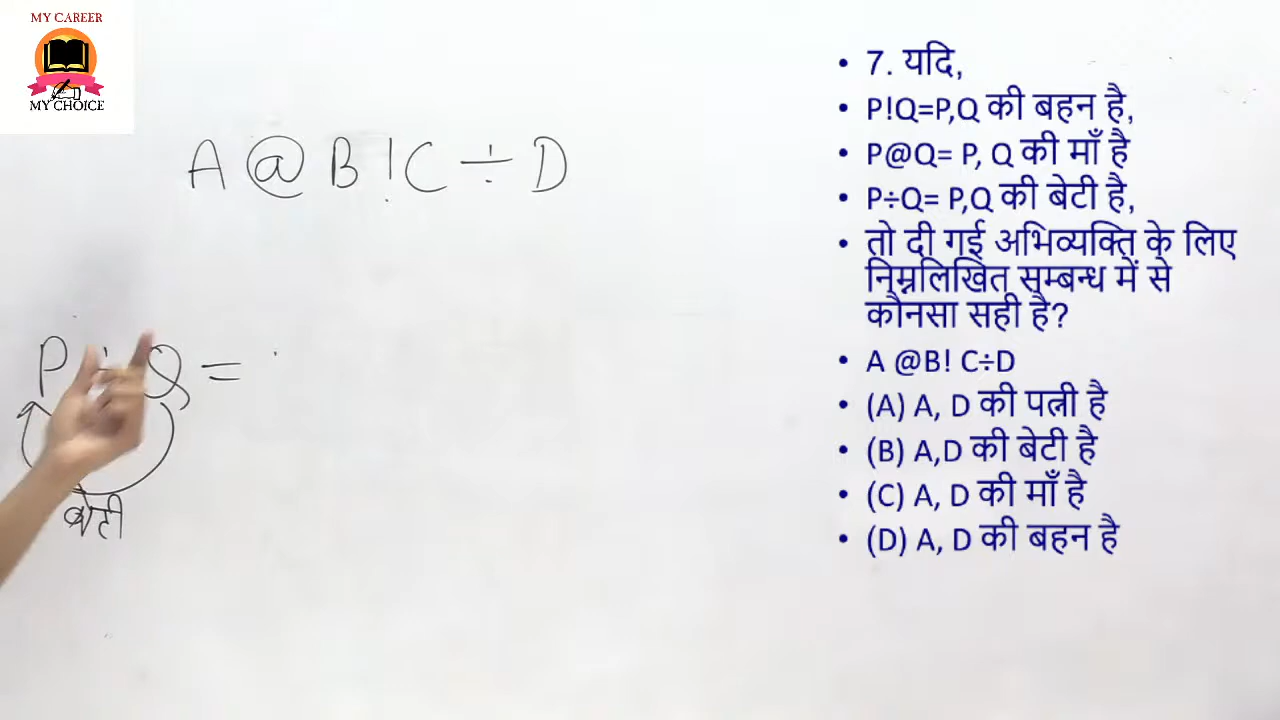 MY CAREER
MY CHOICE
A @ B ! C ÷ D
P ÷ Q =
बेटी
• 7. यदि,
• P!Q=P,Q की बहन है,
• P@Q= P, Q की माँ है
• P÷Q= P,Q की बेटी है,
• तो दी गई अभिव्यक्ति के लिए
निम्नलिखित सम्बन्ध में से
कौनसा सही है?
• A @B! C÷D
• (A) A, D की पत्नी है
• (B) A,D की बेटी है
• (C) A, D की माँ है
• (D) A, D की बहन है